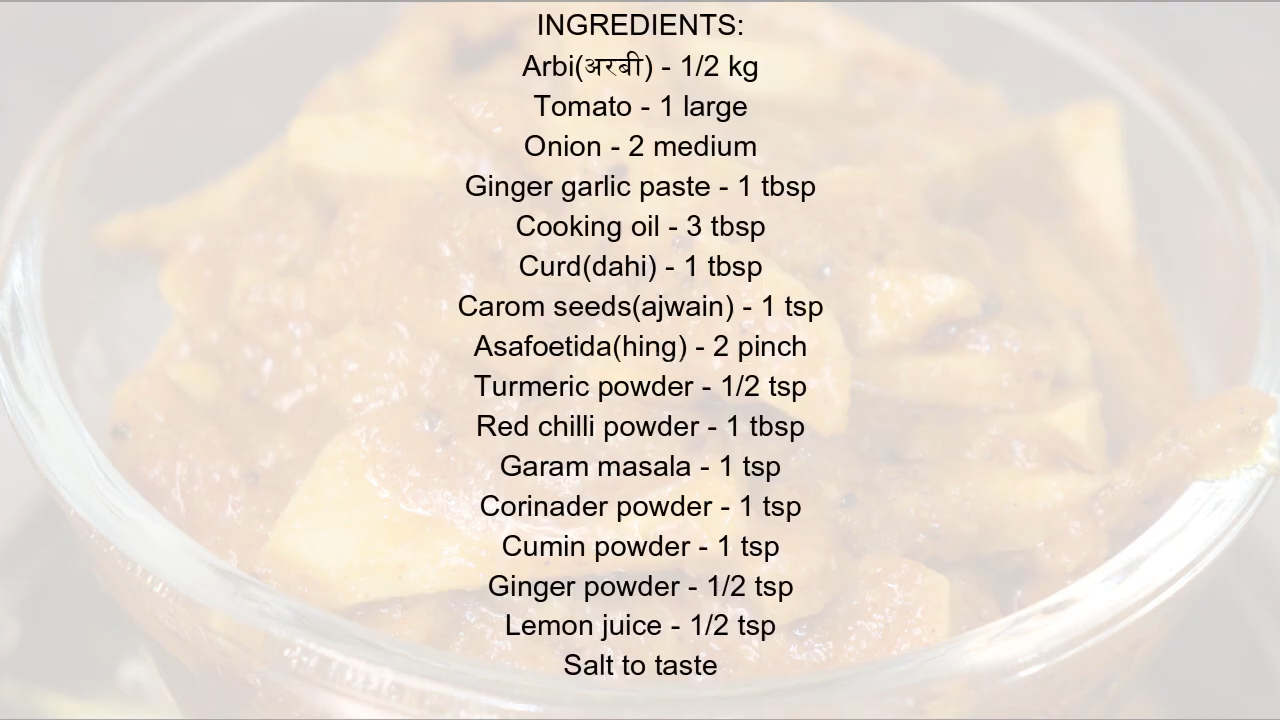 INGREDIENTS:
Arbi(अरबी) - 1/2 kg
Tomato - 1 large
Onion - 2 medium
Ginger garlic paste - 1 tbsp
Cooking oil - 3 tbsp
Curd(dahi) - 1 tbsp
Carom seeds(ajwain) - 1 tsp
Asafoetida(hing) - 2 pinch
Turmeric powder - 1/2 tsp
Red chilli powder - 1 tbsp
Garam masala - 1 tsp
Corinader powder - 1 tsp
Cumin powder - 1 tsp
Ginger powder - 1/2 tsp
Lemon juice - 1/2 tsp
Salt to taste